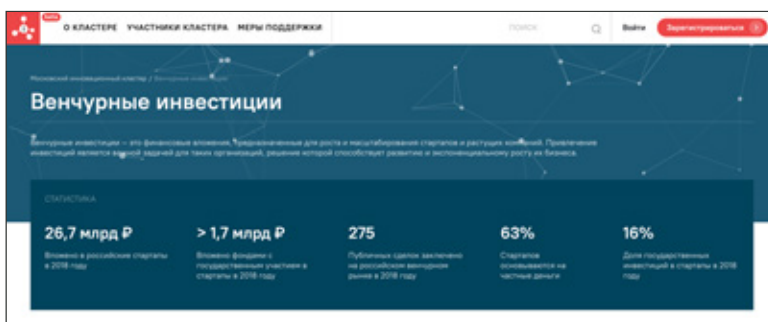 beta
О КЛАСТЕРЕ УЧАСТНИКИ КЛАСТЕРА МЕРЫ ПОДДЕРЖКИ ПОИСК Войти Зарегистрироваться
Московский инновационный кластер / Венчурные инвестиции
Венчурные инвестиции
Венчурные инвестиции – это финансовые вложения, предназначенные для роста и масштабирования стартапов и растущих компаний. Привлечение
инвестиций является важной задачей для таких организаций, решение которой способствует развитию и экспоненциальному росту их бизнеса.
СТАТИСТИКА
26,7 млрд ₽ > 1,7 млрд ₽ 275 63% 16%
Вложено в российские стартапы Вложено фондами с Публичных сделок заключено Стартапов Доля государственных
в 2018 году государственным участием в на российском венчурном основываются на инвестиций в стартапы в 2018
стартапы в 2018 году рынке в 2018 году частные деньги году